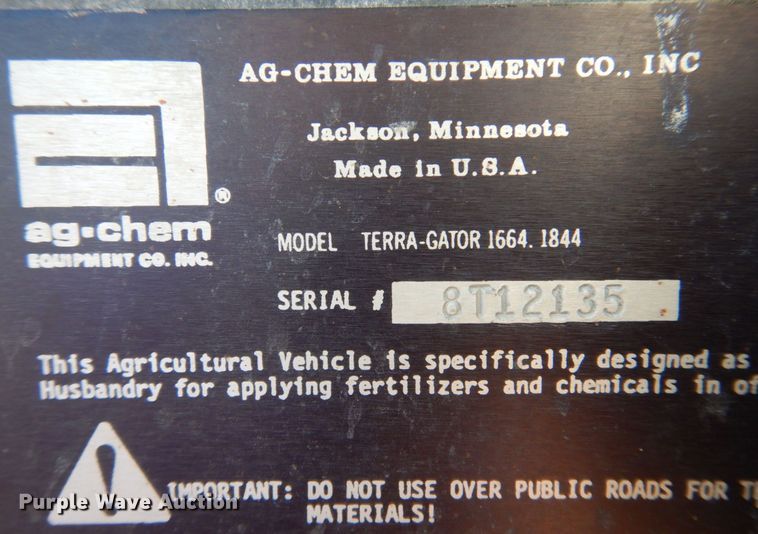 AG-CHEM EQUIPMENT CO., INC
Jackson, Minnesota
Made in U.S.A.
®
ag-chem
EQUIPMENT CO. INC.
MODEL TERRA-GATOR 1664. 1844
SERIAL # 8T12135
This Agricultural Vehicle is specifically designed as
Husbandry for applying fertilizers and chemicals in of
IMPORTANT: DO NOT USE OVER PUBLIC ROADS FOR T
MATERIALS!
Purple Wave Auction